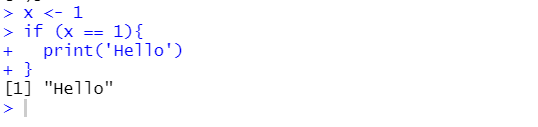 > x <- 1
> if (x == 1){
+   print('Hello')
+ }
[1] "Hello"
>